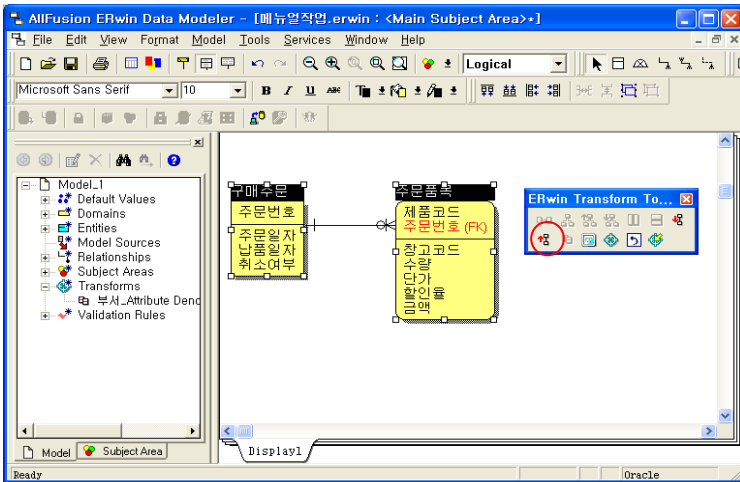 AllFusion ERwin Data Modeler - [메뉴얼작업.erwin : <Main Subject Area>*]
File Edit View Format Model Tools Services Window Help
Logical
Microsoft Sans Serif 10 B I U ABC T
Model_1
Default Values
Domains
Entities
Model Sources
Relationships
Subject Areas
Transforms
부서_Attribute Deno
Validation Rules
구매주문
주문번호
주문일자
납품일자
취소여부
주문품목
제품코드
주문번호 (FK)
창고코드
수량
단가
할인율
금액
ERwin Transform To...
Model Subject Area
Display1
Ready Oracle